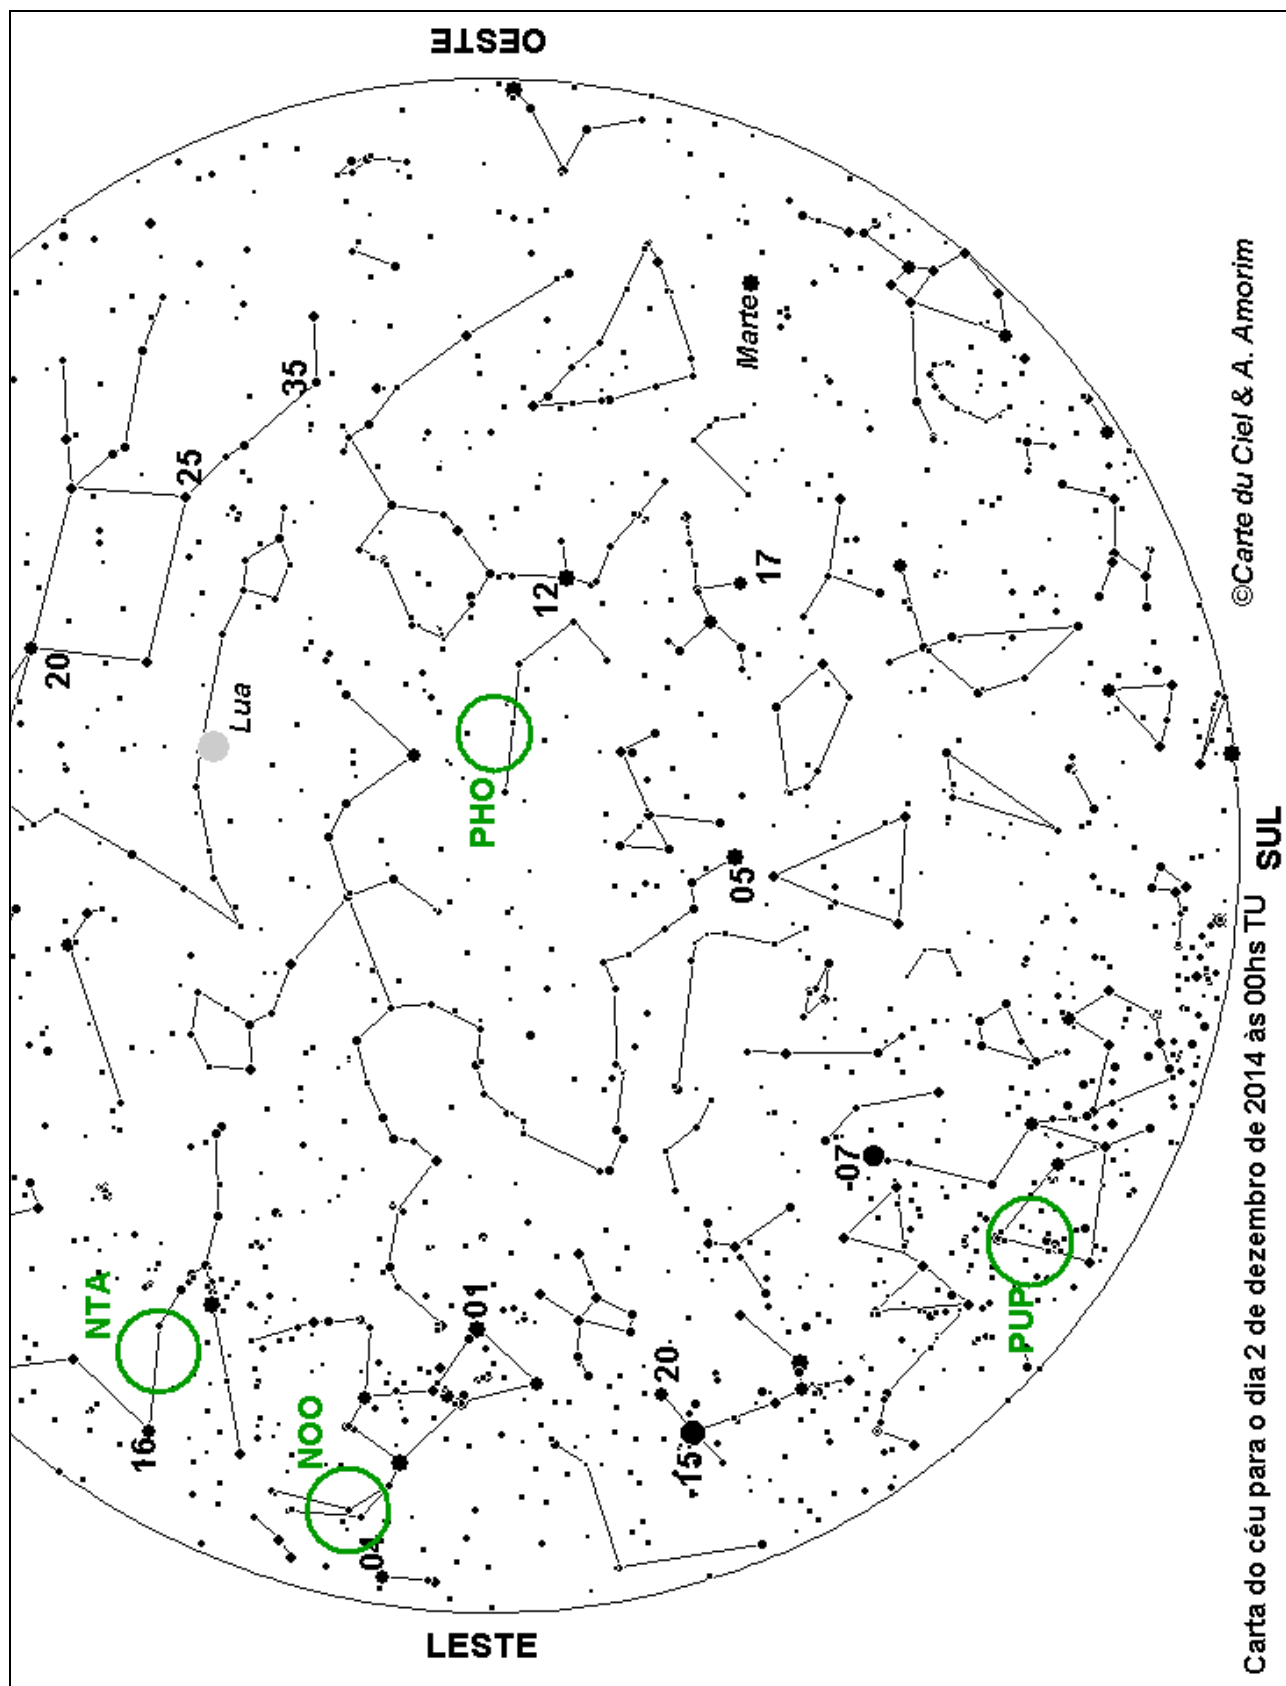 OESTE
35
25
Marte
12
17
20
Lua
PHO
05
-07
NTA
16
NOO
01
04
20
-15
PUP
LESTE
SUL
©Carte du Ciel & A. Amorim
Carta do céu para o dia 2 de dezembro de 2014 às 00hs TU